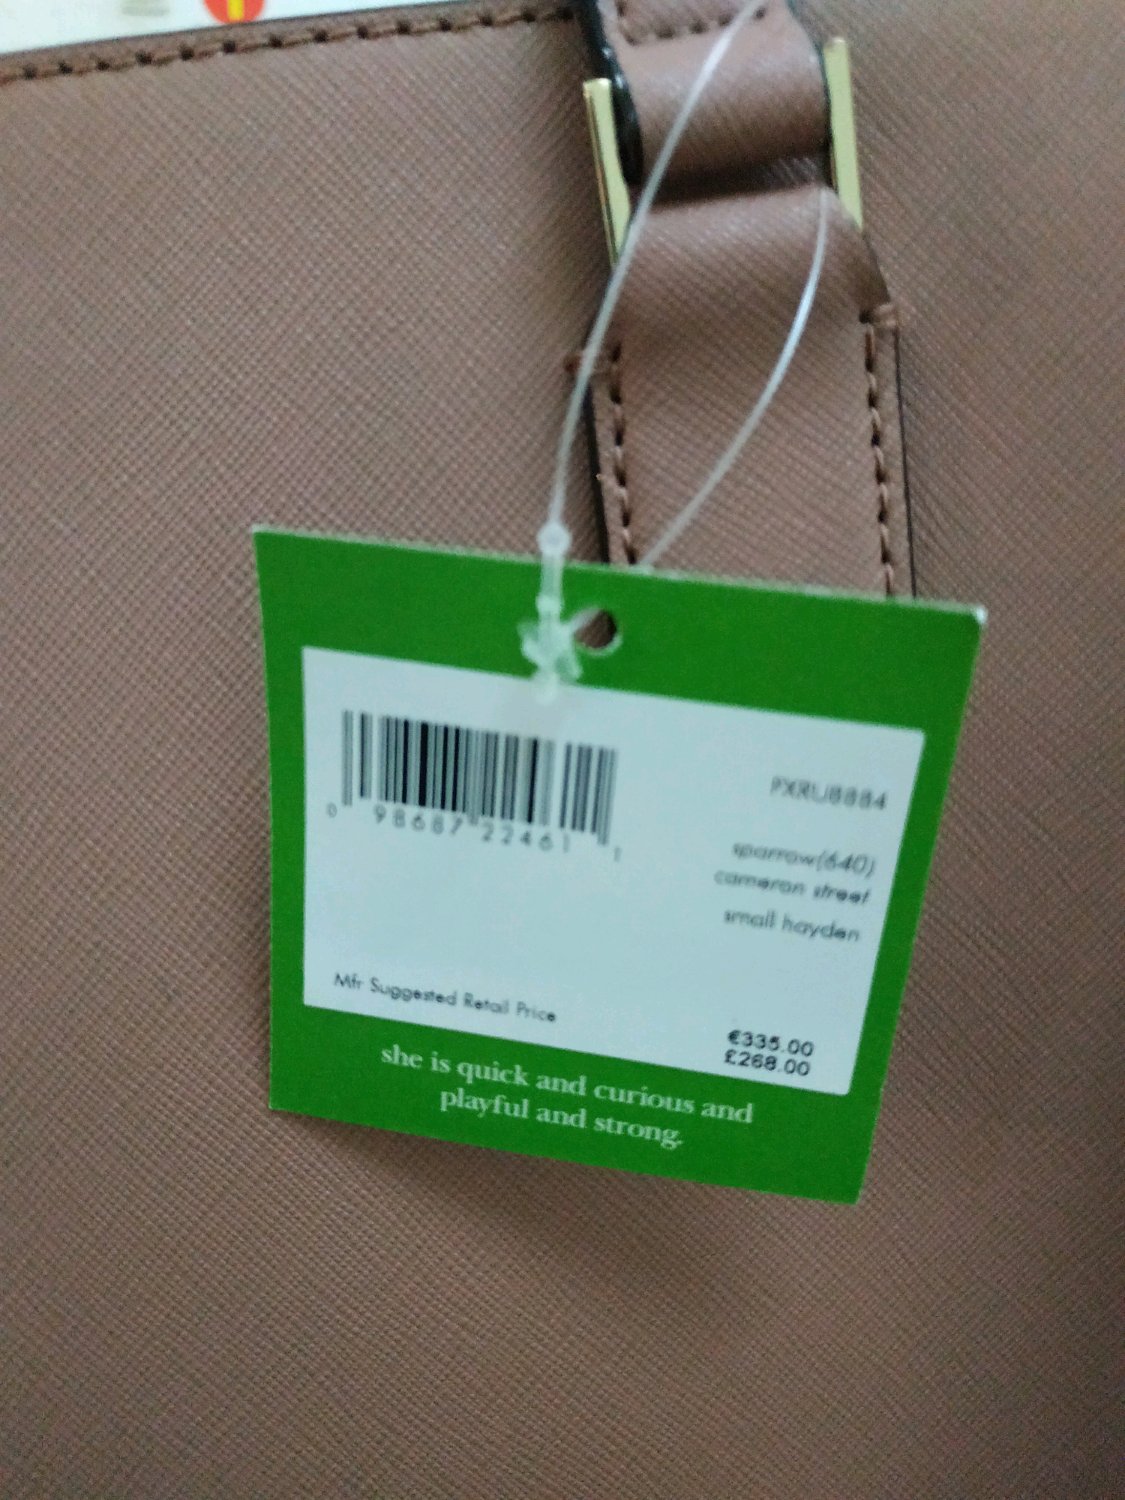 PXRU8884
0 98687 22461 1
sparrow(640)
cameron street
small hayden
Mfr Suggested Retail Price
€335.00
£268.00
she is quick and curious and
playful and strong.